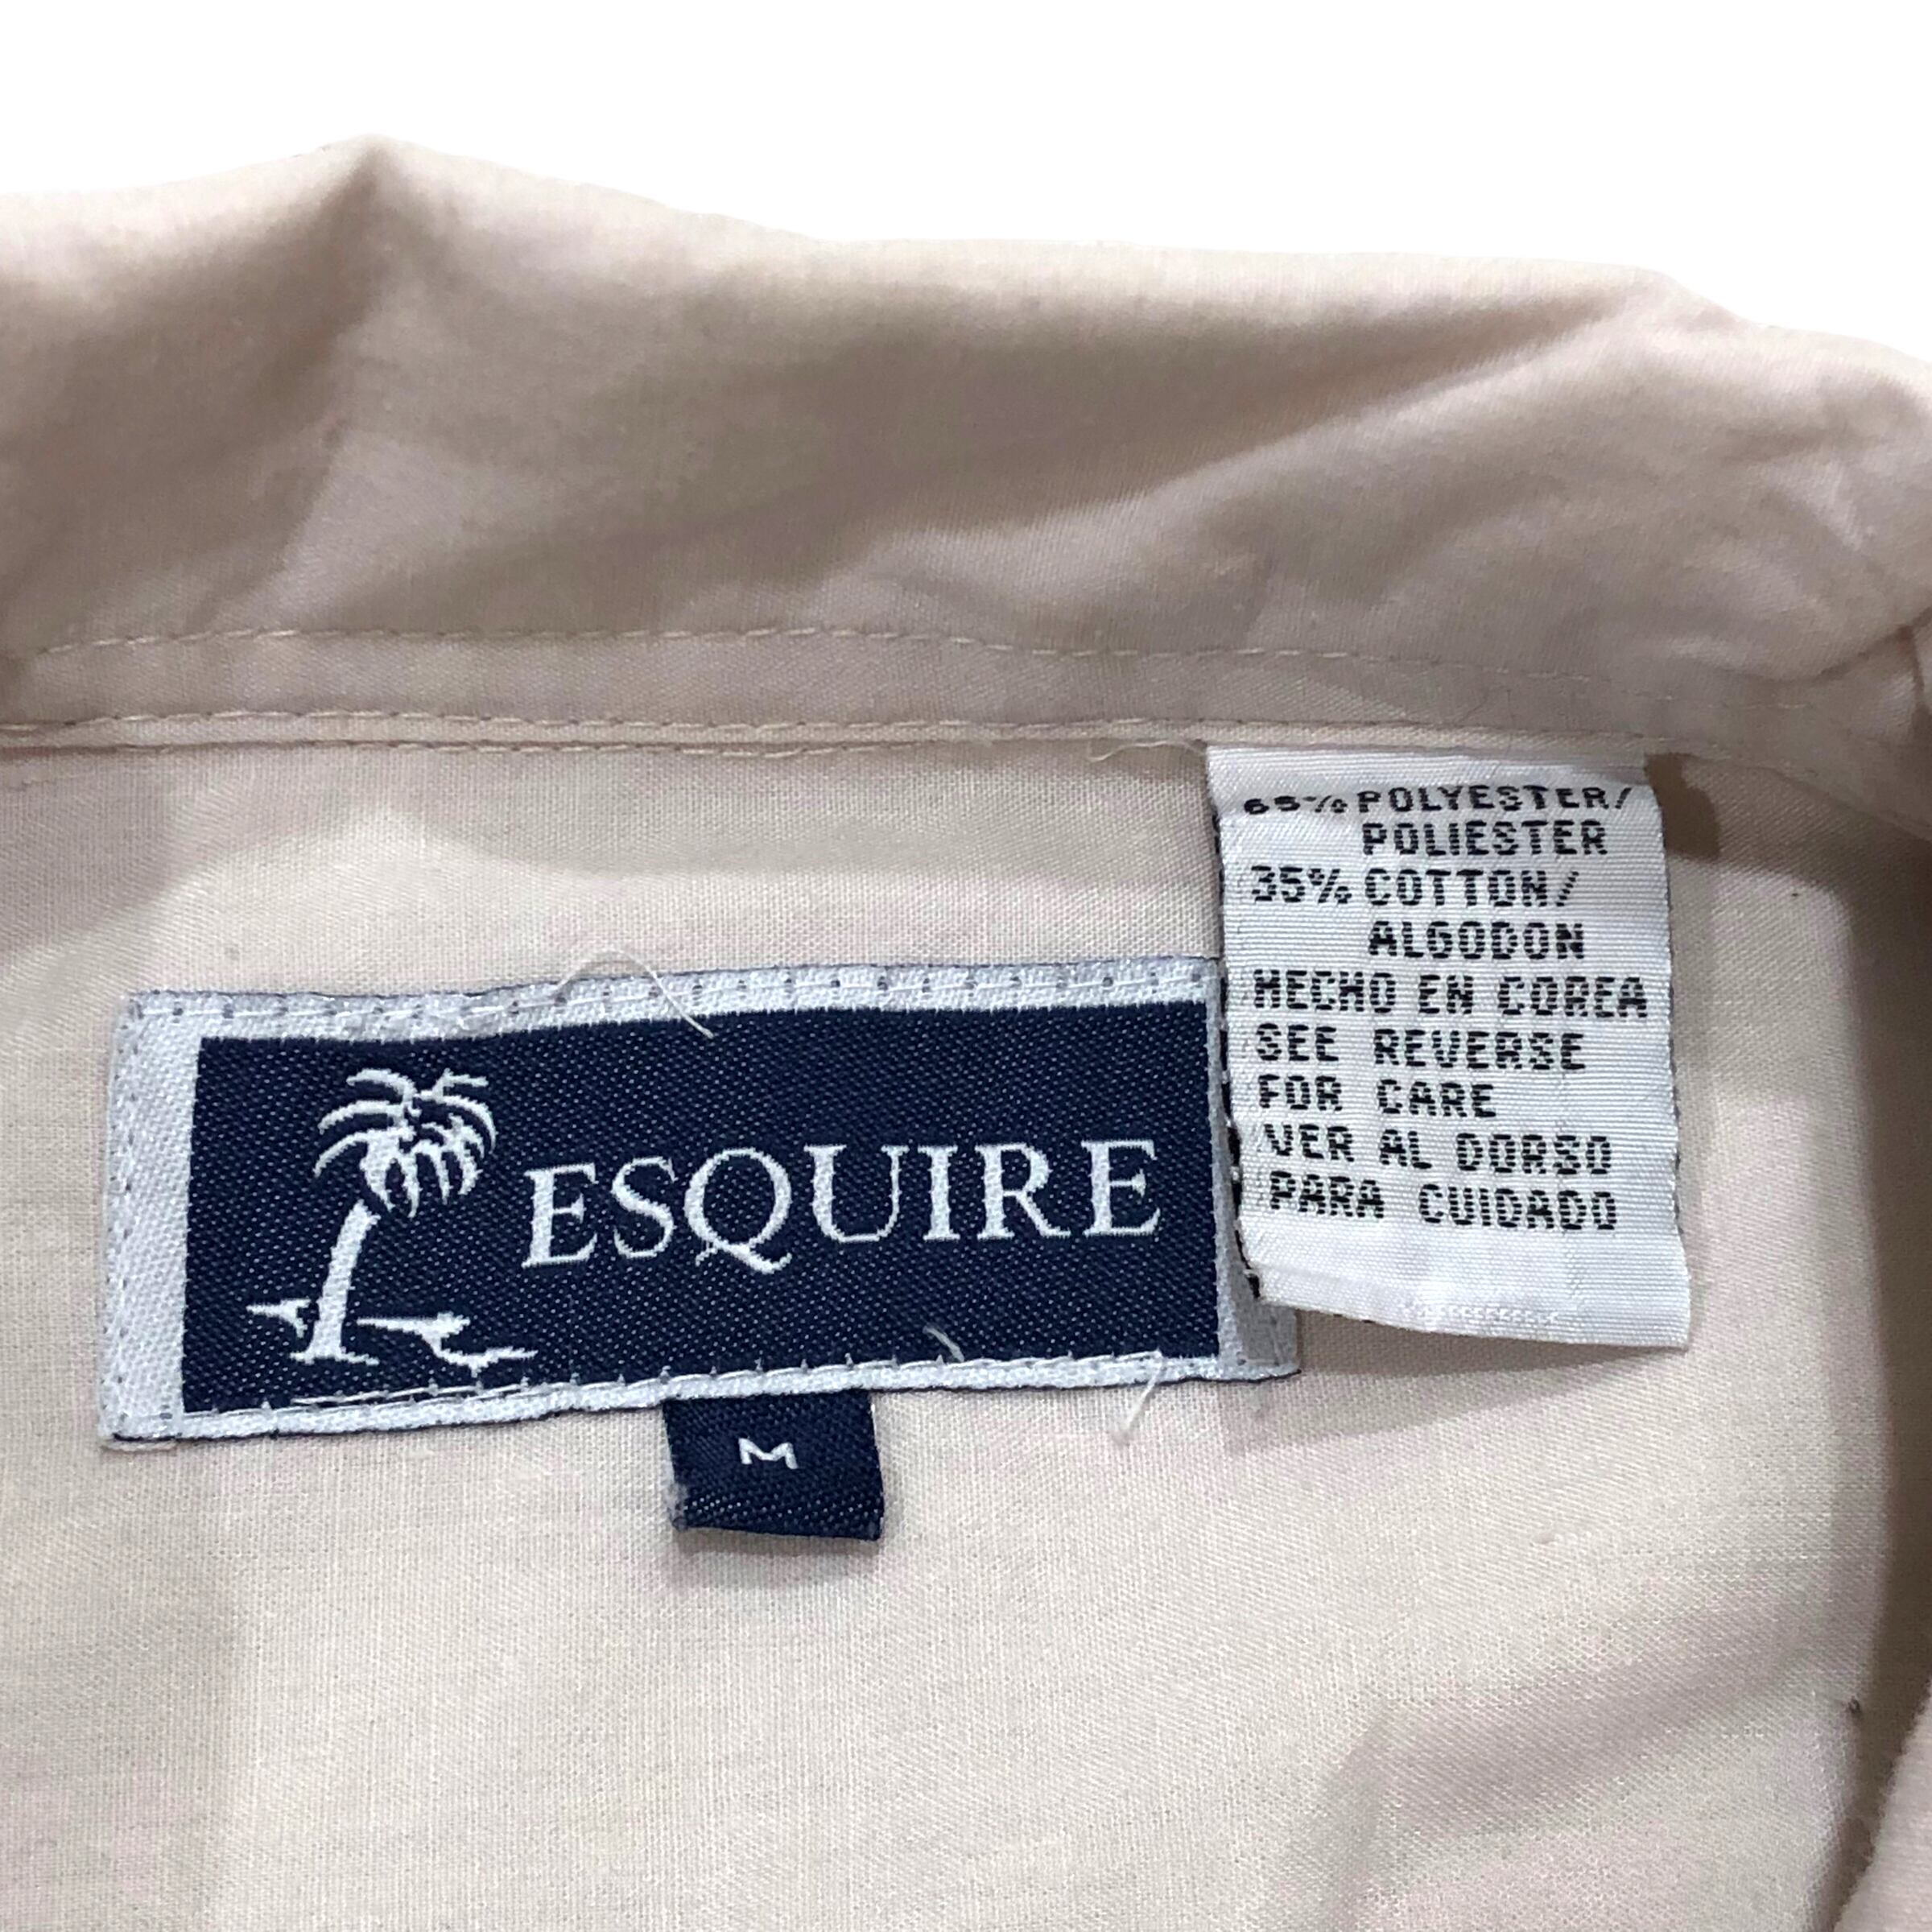 65% POLYESTER/
POLIESTER
35% COTTON/
ALGODON
HECHO EN COREA
SEE REVERSE
FOR CARE
VER AL DORSO
PARA CUIDADO
ESQUIRE
M